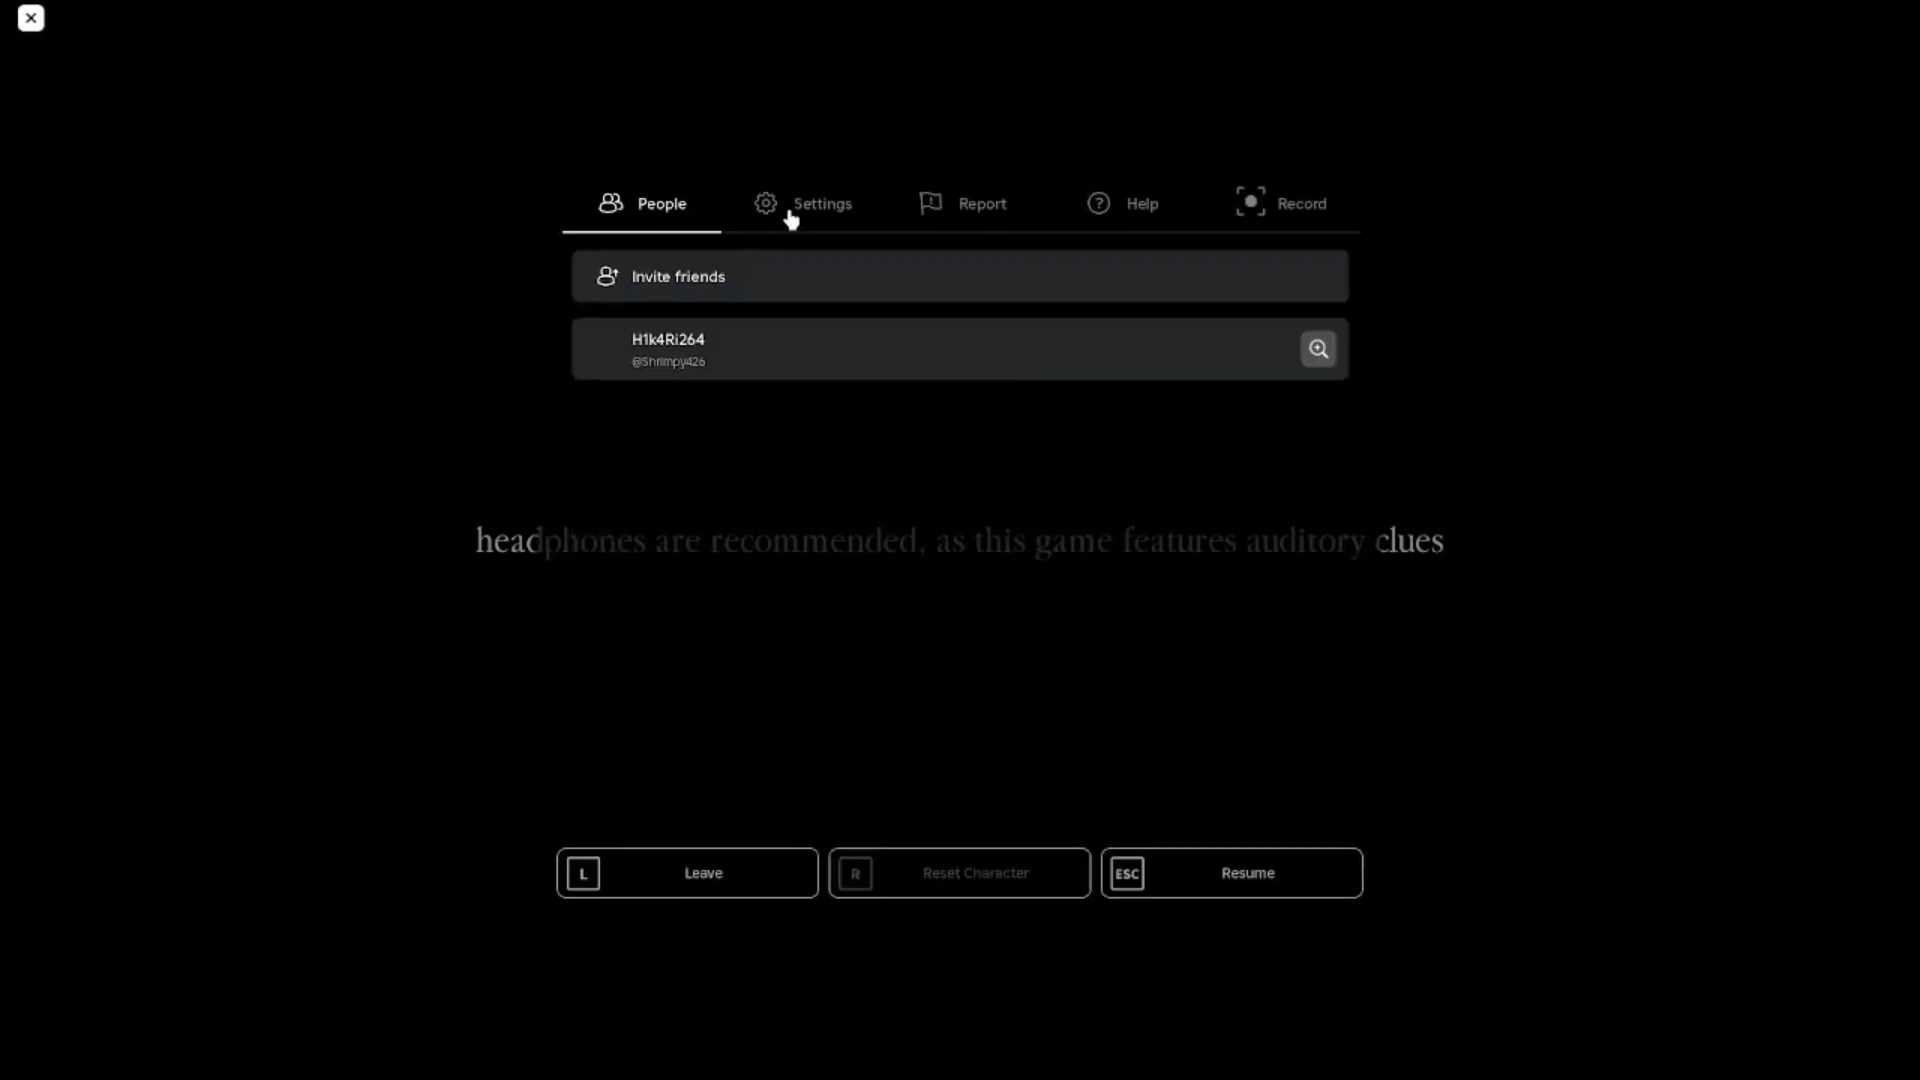 People
Settings
Report
Help
Record
Invite friends
H1k4Ri264
@Shrimpy426
headphones are recommended, as this game features auditory clues
L
Leave
R
Reset Character
ESC
Resume